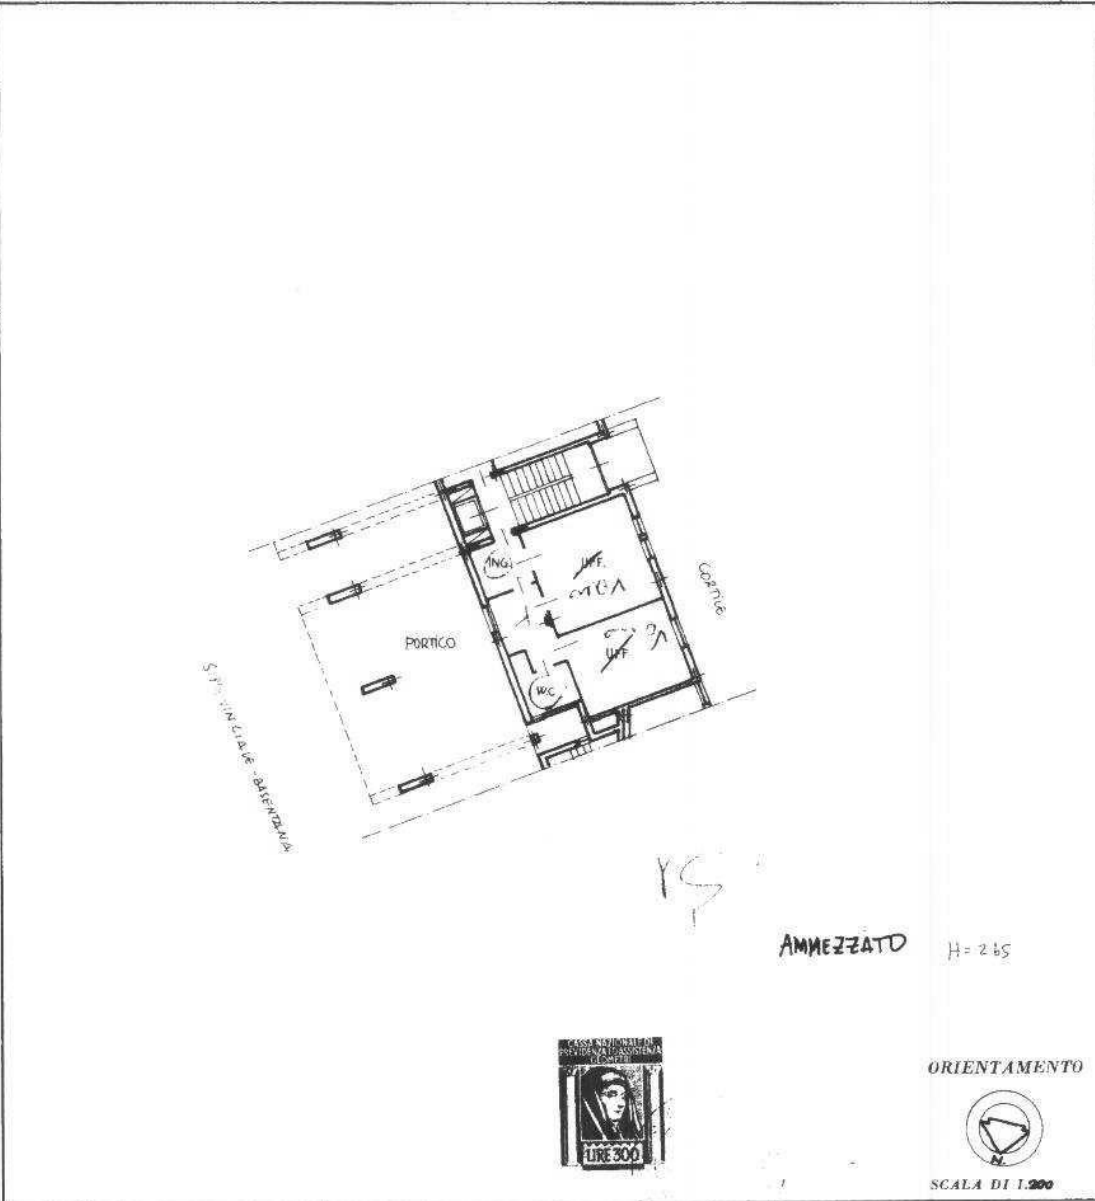 ING.
UFF.
CORTILE
PORTICO
UFF
W.C
BASENTANA
AMMEZZATO H=265
CASSA NAZIONALE DI
PREVIDENZA E ASSISTENZA
GEOMETRI
LIRE 300
ORIENTAMENTO
N.
SCALA DI 1.200